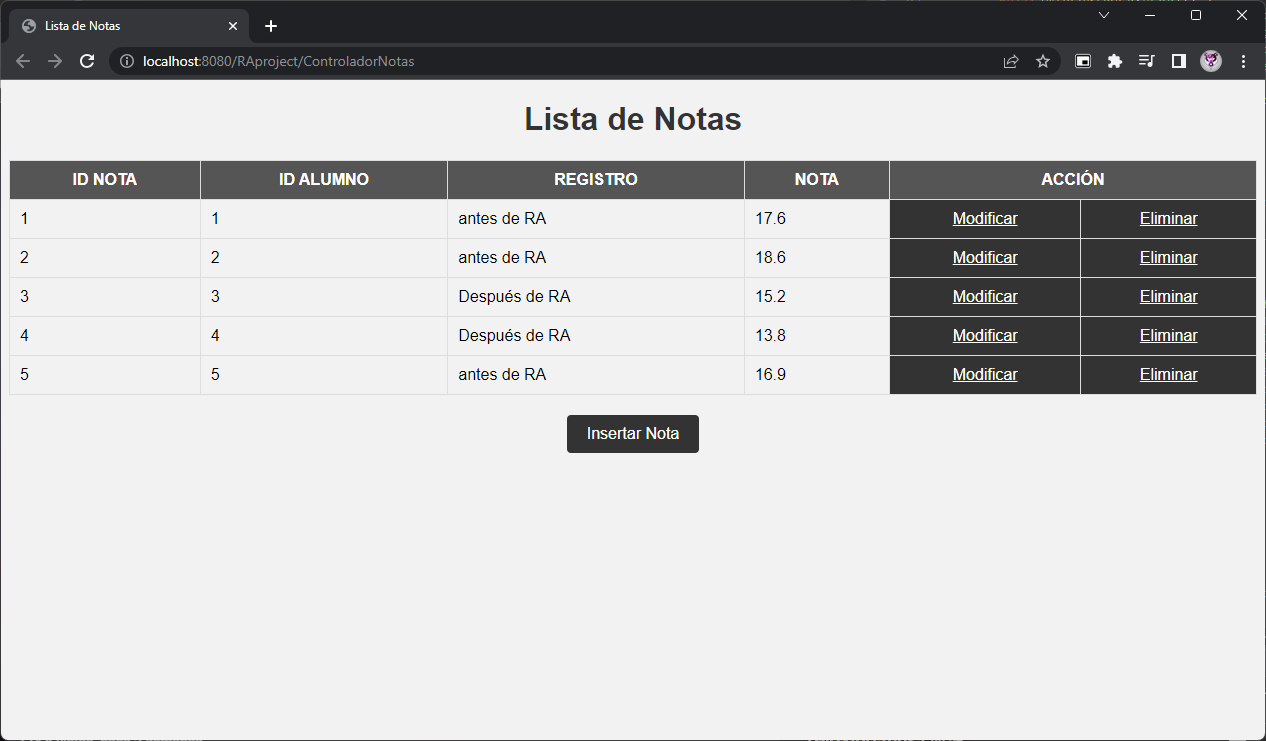 Lista de Notas
localhost:8080/RAproject/ControladorNotas
Lista de Notas
ID NOTA ID ALUMNO REGISTRO NOTA ACCIÓN
1 1 antes de RA 17.6 Modificar Eliminar
2 2 antes de RA 18.6 Modificar Eliminar
3 3 Después de RA 15.2 Modificar Eliminar
4 4 Después de RA 13.8 Modificar Eliminar
5 5 antes de RA 16.9 Modificar Eliminar
Insertar Nota